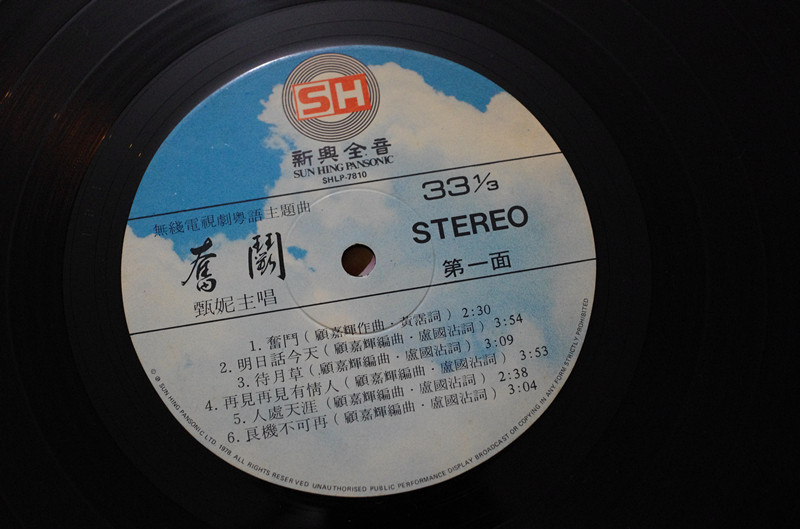 SH
新興全音
SUN HING PANSONIC
SHLP-7810
33 1/3
STEREO
第一面
無綫電視劇粵語主題曲
奮鬭
甄妮主唱
1. 奮鬥(顧嘉輝作曲·黃霑詞) 2:30
2. 明日話今天(顧嘉輝編曲·盧國沾詞) 3:54
3. 待月草(顧嘉輝編曲·盧國沾詞) 3:09
4. 再見再見有情人(顧嘉輝編曲·盧國沾詞) 3:53
5. 人處天涯(顧嘉輝編曲·盧國沾詞) 2:38
6. 良機不可再(顧嘉輝編曲·盧國沾詞) 3:04
© ℗ SUN HING PANSONIC LTD. 1978. ALL RIGHTS RESERVED UNAUTHORISED PUBLIC PERFORMANCE DISPLAY BROADCAST OR COPYING IN ANY FORM STRICTLY PROHIBITED